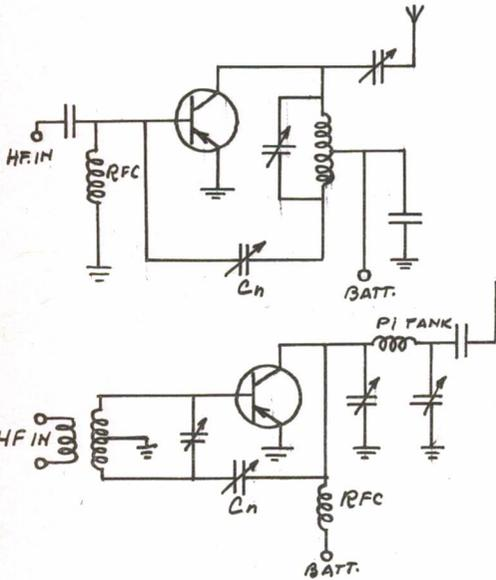 HF.IN
RFC
Cn
BATT.
Pi TANK
HF IN
Cn
RFC
BATT.